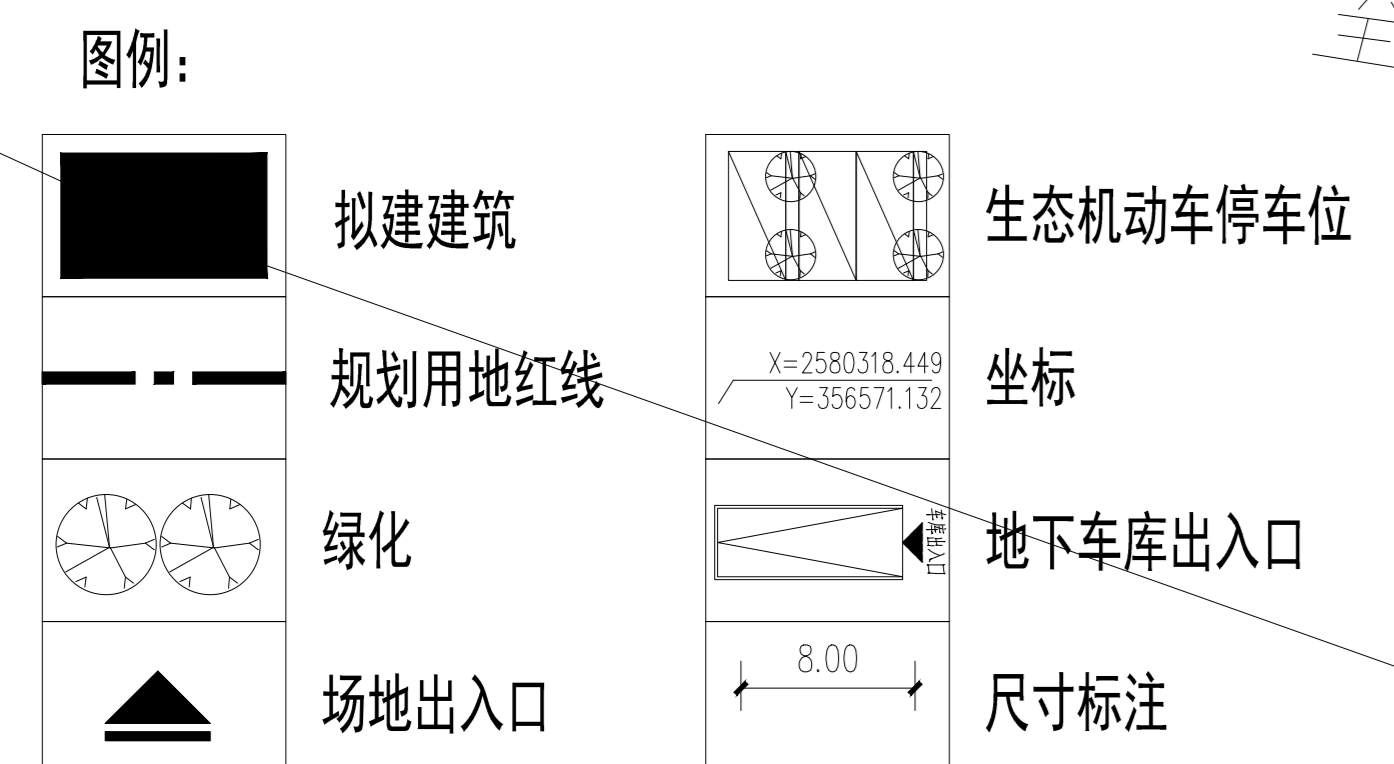 图例:
拟建建筑
生态机动车停车位
规划用地红线
X=2580318.449
Y=356571.132
坐标
绿化
车库出入口
地下车库出入口
场地出入口
8.00
尺寸标注